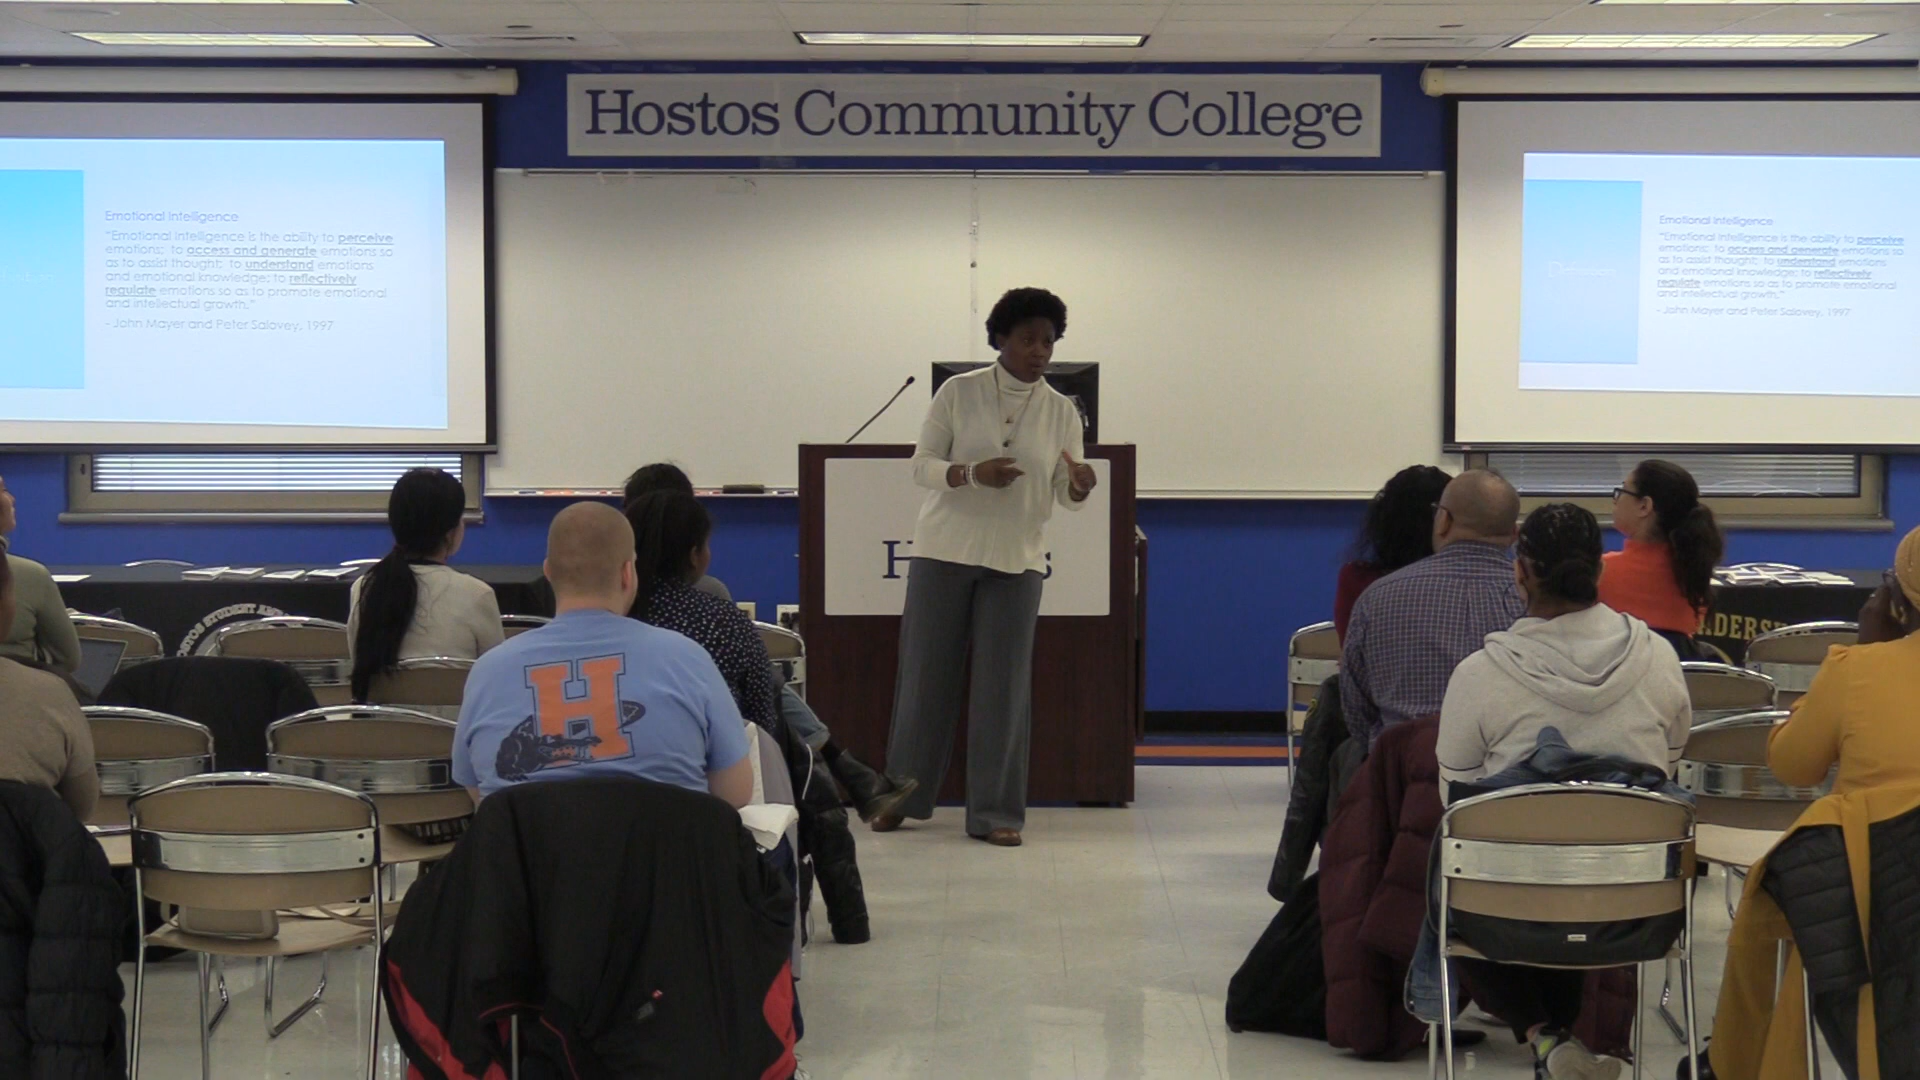 Hostos Community College
Emotional Intelligence
"Emotional Intelligence is the ability to perceive
emotions; to access and generate emotions so
as to assist thought; to understand emotions
and emotional knowledge; to reflectively
regulate emotions so as to promote emotional
and intellectual growth."
- John Mayer and Peter Salovey, 1997
Emotional Intelligence
"Emotional Intelligence is the ability to perceive
emotions; to access and generate emotions so
as to assist thought; to understand emotions
and emotional knowledge; to reflectively
regulate emotions so as to promote emotional
and intellectual growth."
- John Mayer and Peter Salovey, 1997
H s
OSTOS STUDENT
ADERSH
H